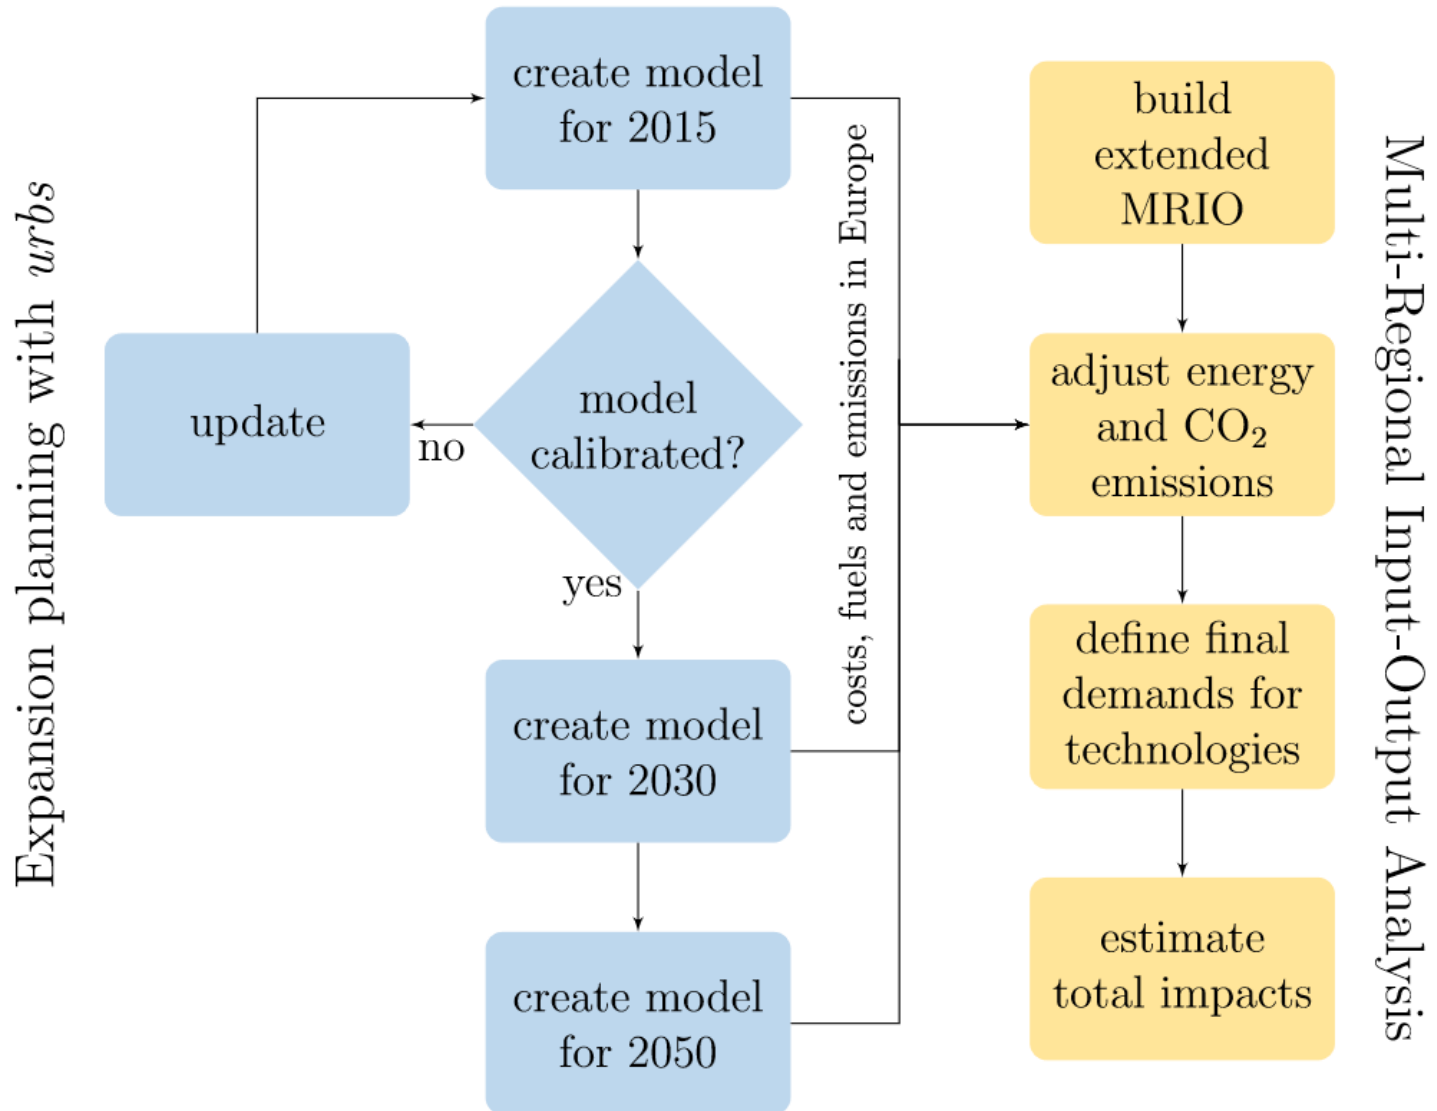 Expansion planning with urbs
create model
for 2015
model
calibrated?
no
update
yes
create model
for 2030
create model
for 2050
costs, fuels and emissions in Europe
build
extended
MRIO
adjust energy
and CO₂
emissions
define final
demands for
technologies
estimate
total impacts
Multi-Regional Input-Output Analysis